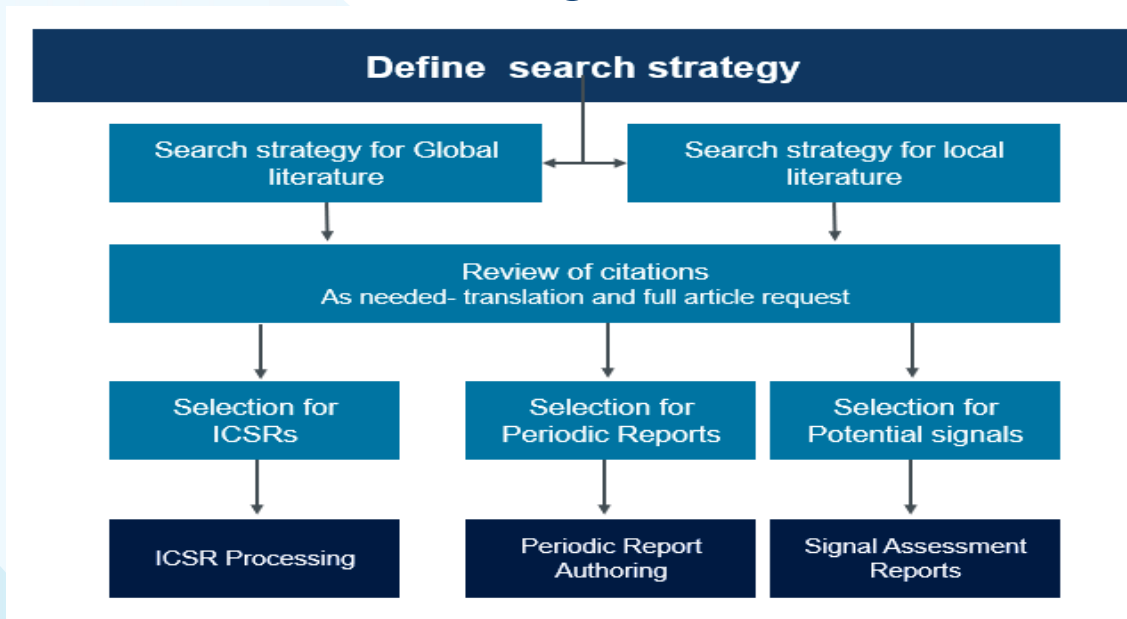 Define search strategy
Search strategy for Global
literature
Search strategy for local
literature
Review of citations
As needed- translation and full article request
Selection for
ICSRs
Selection for
Periodic Reports
Selection for
Potential signals
ICSR Processing
Periodic Report
Authoring
Signal Assessment
Reports